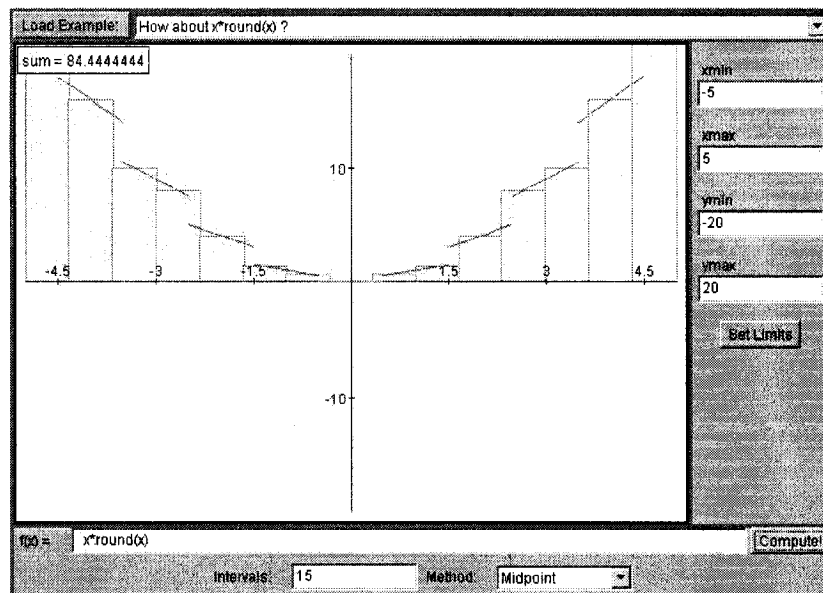 Load Example: How about x*round(x) ?
sum = 84.4444444
xmin
-5
xmax
5
ymin
-20
ymax
20
Set Limits
10
-4.5 -3 -1.5 1.5 3 4.5
-10
f(x) = x*round(x) Compute!
Intervals: 15 Method: Midpoint